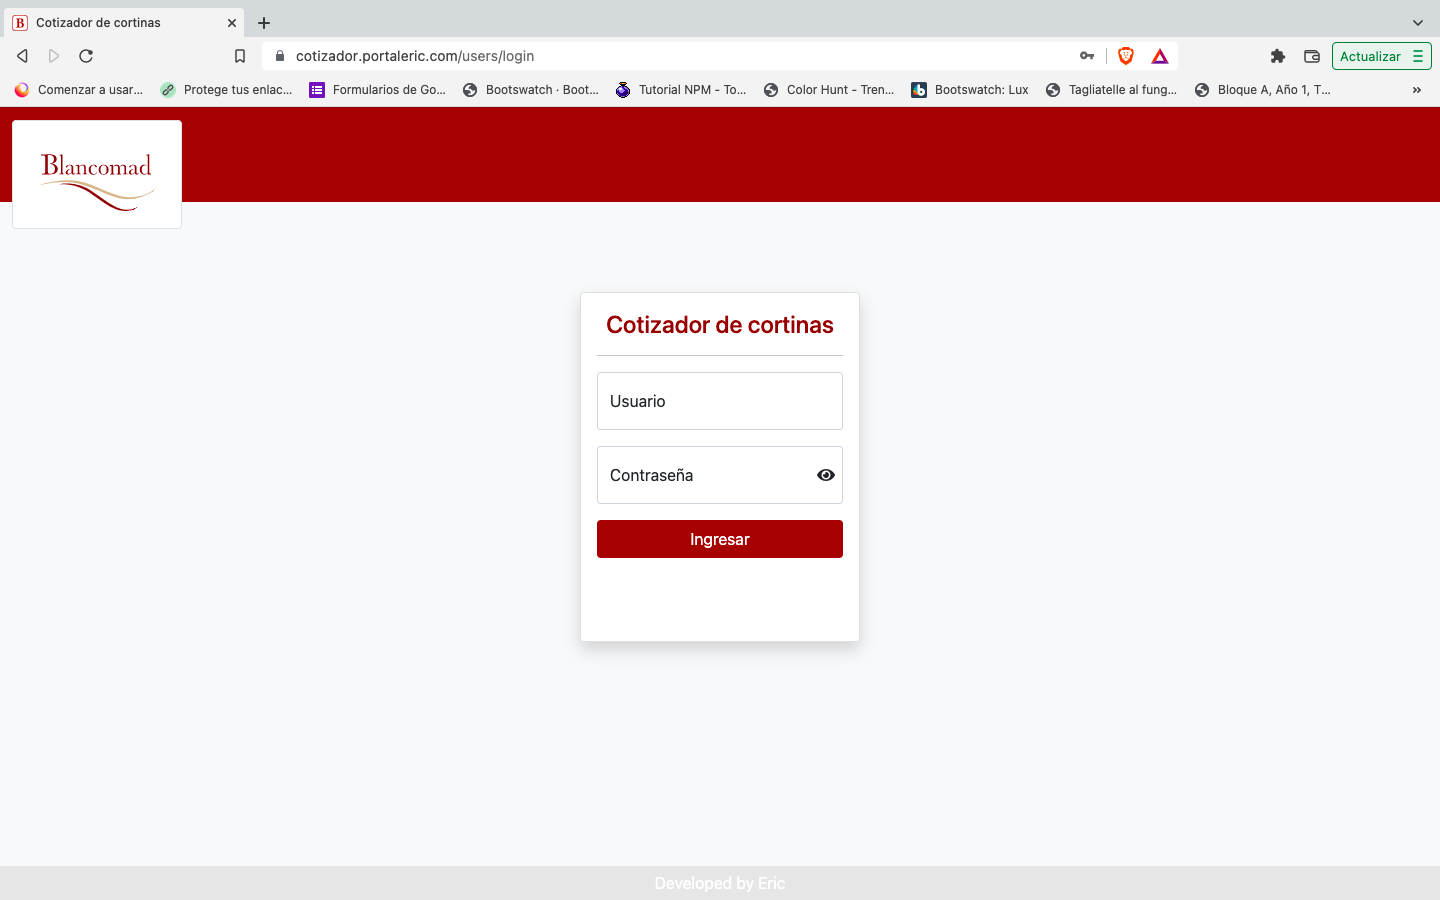 Cotizador de cortinas
cotizador.portaleric.com/users/login
Actualizar
Comenzar a usar...
Protege tus enlac...
Formularios de Go...
Bootswatch · Boot...
Tutorial NPM - To...
Color Hunt - Tren...
Bootswatch: Lux
Tagliatelle al fung...
Bloque A, Año 1, T...
»
Blancomad
Cotizador de cortinas
Usuario
Contraseña
Ingresar
Developed by Eric